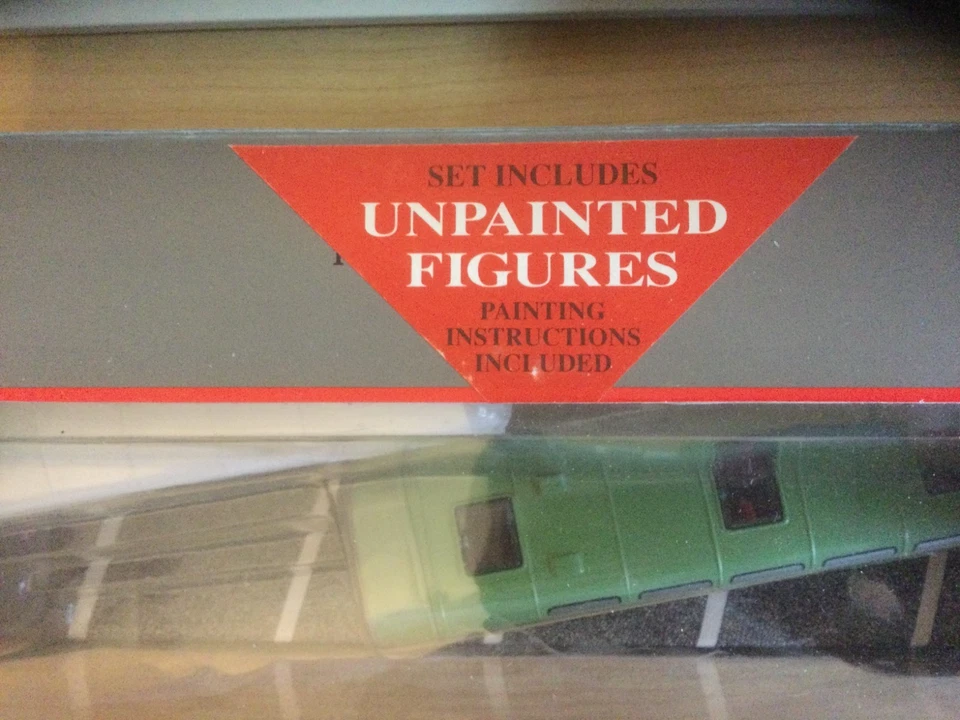 SET INCLUDES
UNPAINTED
FIGURES
PAINTING
INSTRUCTIONS
INCLUDED